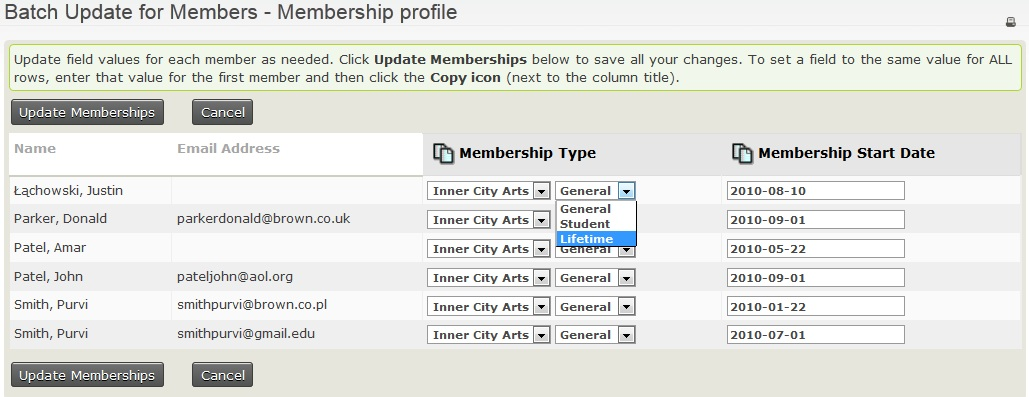 Batch Update for Members - Membership profile
Update field values for each member as needed. Click Update Memberships below to save all your changes. To set a field to the same value for ALL
rows, enter that value for the first member and then click the Copy icon (next to the column title).
Update Memberships Cancel
Name Email Address Membership Type Membership Start Date
Łąchowski, Justin Inner City Arts General 2010-08-10
General
Student
Lifetime
Parker, Donald parkerdonald@brown.co.uk Inner City Arts 2010-09-01
Patel, Amar Inner City Arts General 2010-05-22
Patel, John pateljohn@aol.org Inner City Arts General 2010-09-01
Smith, Purvi smithpurvi@brown.co.pl Inner City Arts General 2010-01-22
Smith, Purvi smithpurvi@gmail.edu Inner City Arts General 2010-07-01
Update Memberships Cancel